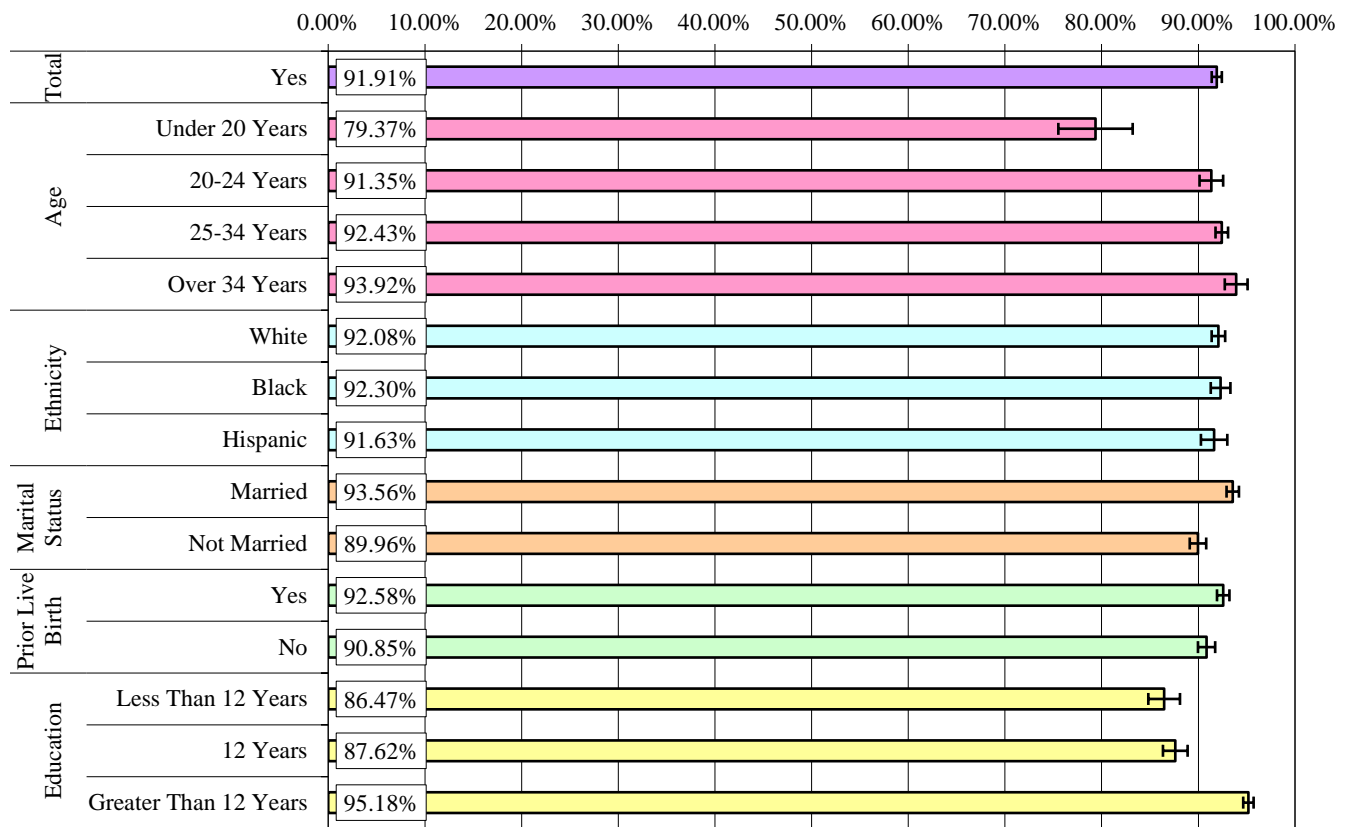 0.00% 10.00% 20.00% 30.00% 40.00% 50.00% 60.00% 70.00% 80.00% 90.00% 100.00%
Total
Yes 91.91%
Age
Under 20 Years 79.37%
20-24 Years 91.35%
25-34 Years 92.43%
Over 34 Years 93.92%
Ethnicity
White 92.08%
Black 92.30%
Hispanic 91.63%
Marital
Status
Married 93.56%
Not Married 89.96%
Prior Live
Birth
Yes 92.58%
No 90.85%
Education
Less Than 12 Years 86.47%
12 Years 87.62%
Greater Than 12 Years 95.18%